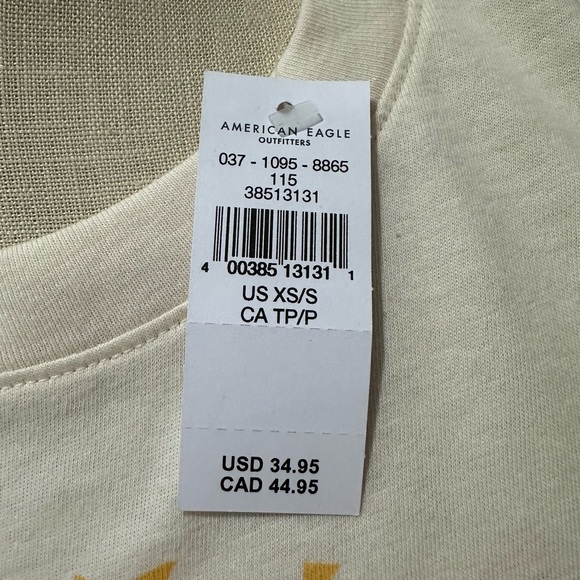 AMERICAN EAGLE
OUTFITTERS
037 - 1095 - 8865
115
38513131
4 00385 13131 1
US XS/S
CA TP/P
USD 34.95
CAD 44.95